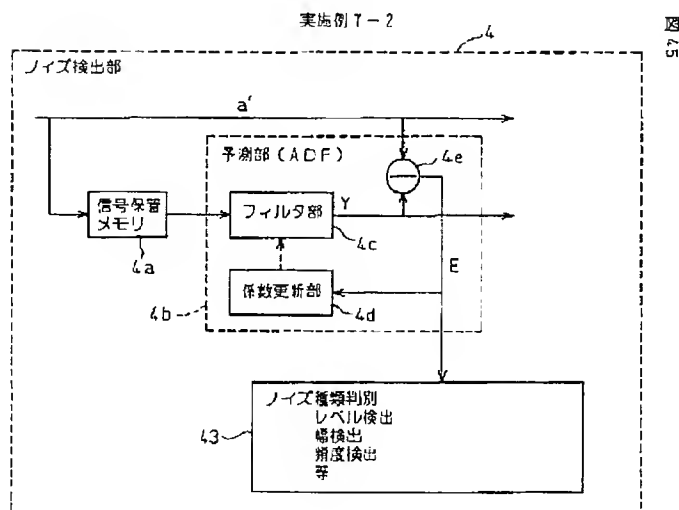 実施例7-2
図45
4
ノイズ検出部
a'
予測部(ADF)
4e
信号保管
メモリ
4a
フィルタ部
Y
4c
E
係数更新部
4b
4d
ノイズ種類判別
レベル検出
幅検出
頻度検出
等
43